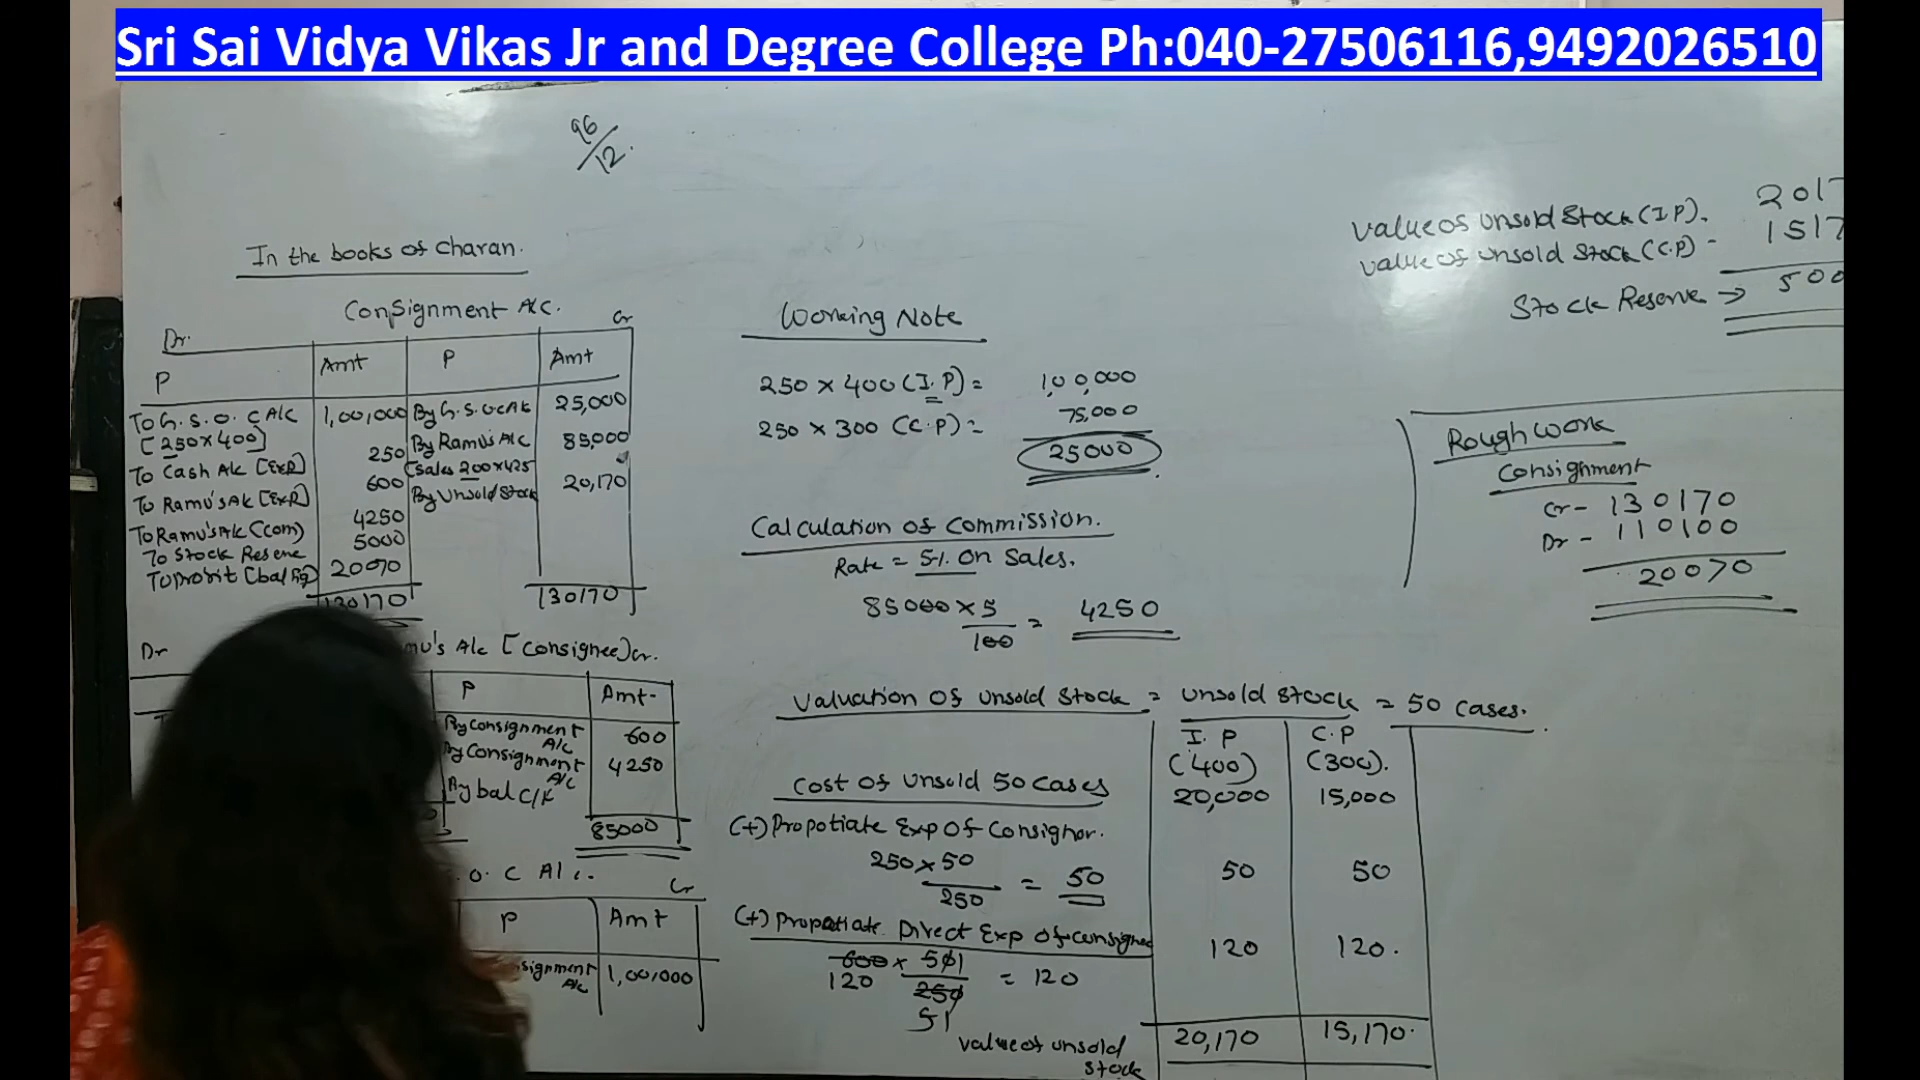 Sri Sai Vidya Vikas Jr and Degree College Ph:040-27506116,9492026510
96/12.
In the books of Charan.
Consignment A/c.
Dr. Cr
P Amt P Amt
To G.S.O.C A/c 1,00,000 By G.S.O.C A/c 25,000
[250×400]
To Cash A/c [Exp] 250 By Ramu's A/c 85,000
[Sales 200×425
To Ramu's A/c [Exp] 600 By Unsold Stock 20,170
To Ramu's A/c (com) 4250
To Stock Reserve 5000
To profit [bal fig] 20070
130170 130170
Dr mu's A/c [consignee] Cr.
P Amt-
By consignment A/c 600
By consignment A/c 4250
By bal C/d
85000
.O. C A/c.
Cr
P Amt
signment A/c 1,00,000
Working Note
250 × 400 (I.P) = 1,00,000
250 × 300 (C.P) = 75,000
25000
Calculation of commission.
Rate = 5% On Sales.
85000 × 5/100 = 4250
Valuation Of Unsold Stock = unsold stock = 50 cases.
I.P C.P
(400) (300).
Cost of Unsold 50 Cases 20,000 15,000
(+) Propotiate Exp Of Consignor.
250 × 50/250 = 50 50 50
(+) Propotiate Direct Exp of consignee 120 120.
600 × 50 1
120 250 = 120
51
value of unsold stock 20,170 15,170.
Value of Unsold Stock (I.P). 2017
Value of Unsold Stock (C.P) - 1517
Stock Reserve → 500
Rough Work
Consignment
Cr - 130170
Dr - 110100
20070